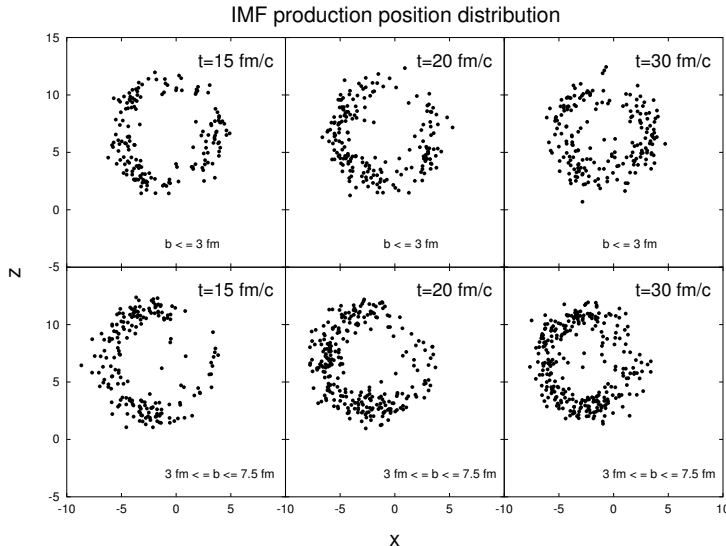 IMF production position distribution
15
10
5
0
-5
t=15 fm/c
b < = 3 fm
t=20 fm/c
b < = 3 fm
t=30 fm/c
b < = 3 fm
z
10
5
0
-5
t=15 fm/c
3 fm < = b <= 7.5 fm
t=20 fm/c
3 fm < = b <= 7.5 fm
t=30 fm/c
3 fm < = b <= 7.5 fm
-10 -5 0 5 -10 -5 0 5 -10 -5 0 5 10
x